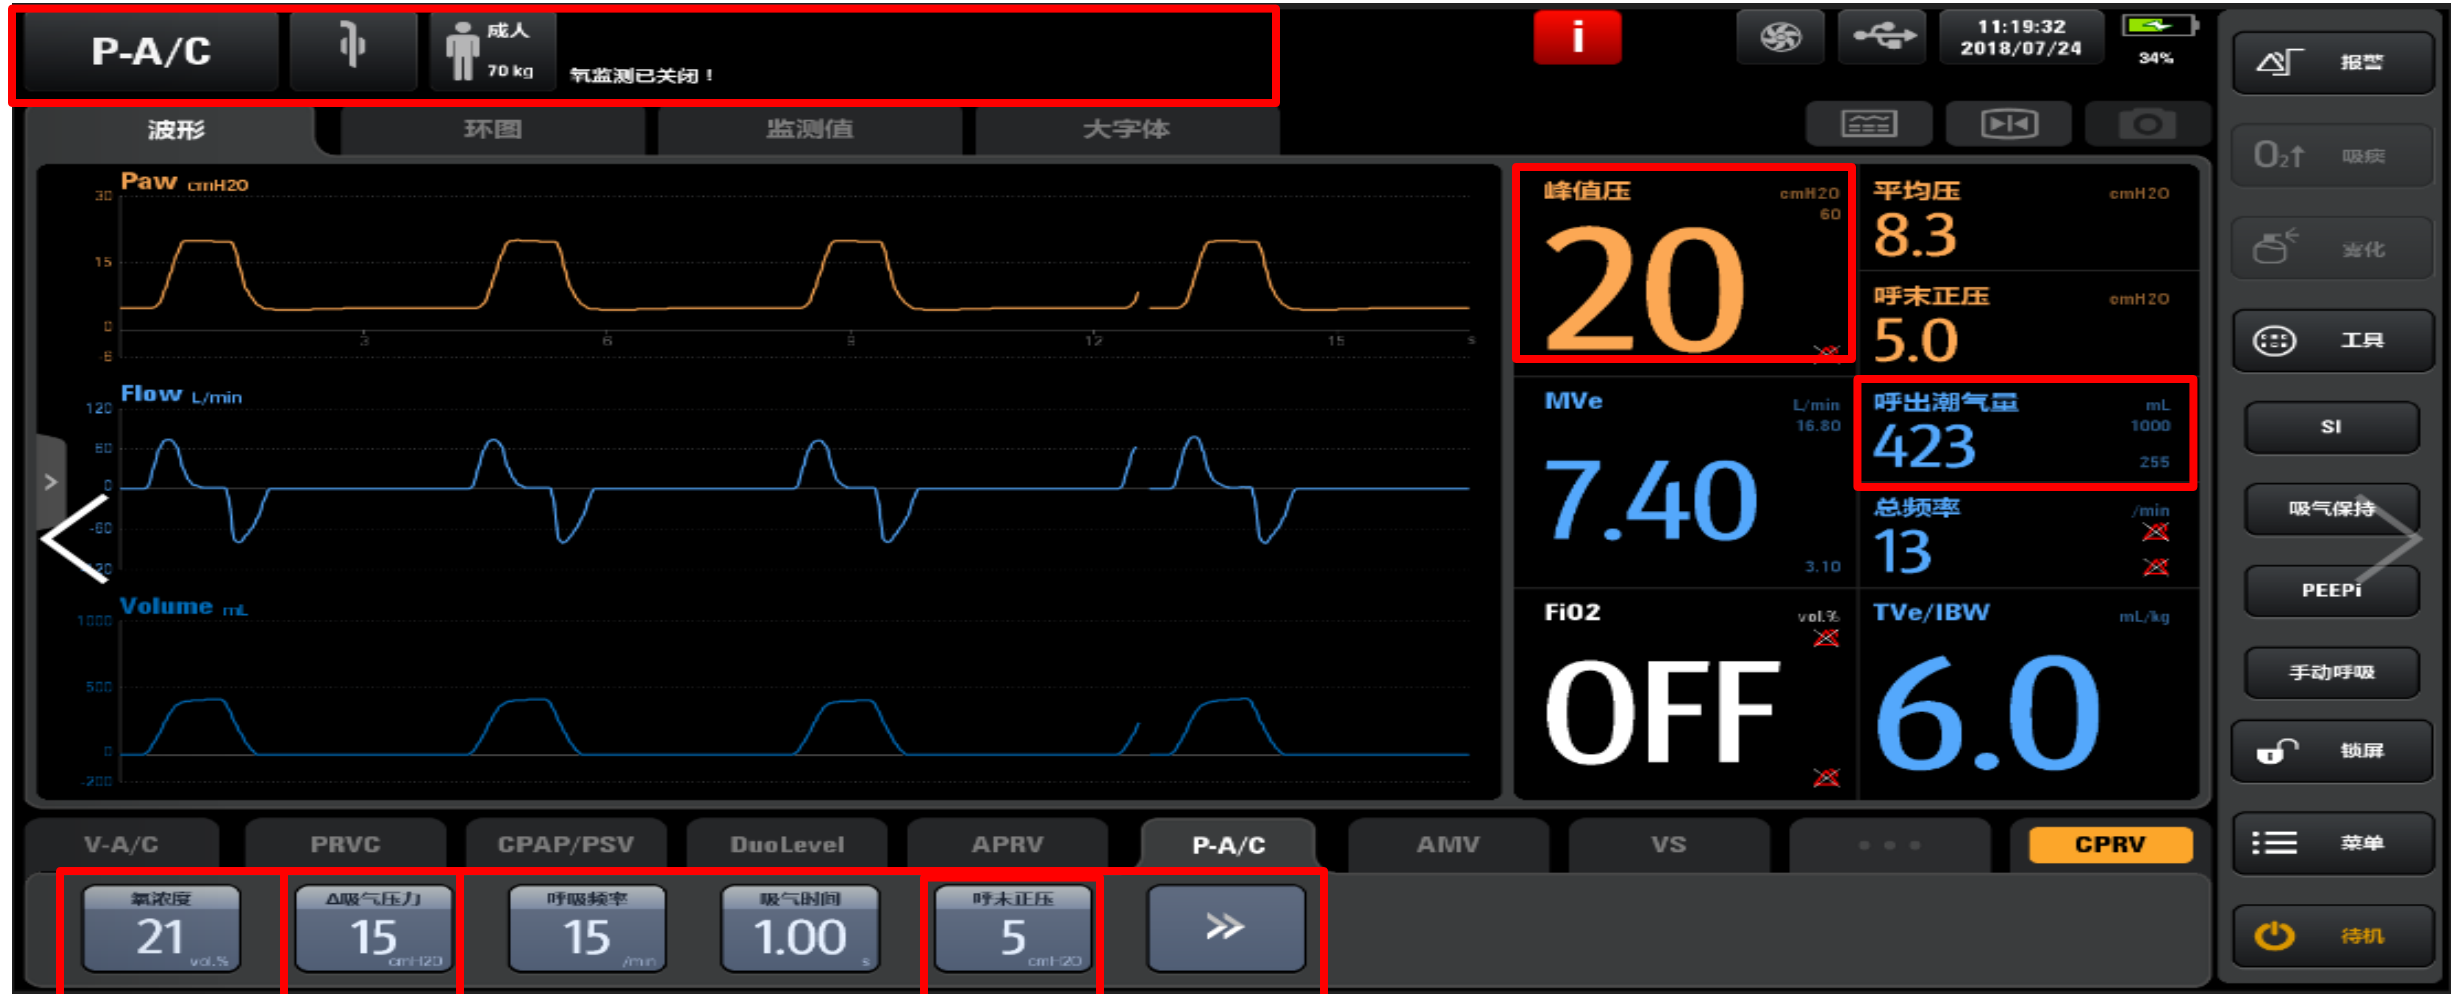 P-A/C
成人
70 kg
氧监测已关闭！
i
11:19:32
2018/07/24
34%
报警
波形
环图
监测值
大字体
O₂↑ 吸痰
雾化
工具
SI
吸气保持
PEEPi
手动呼吸
锁屏
菜单
待机
Paw cmH2O
30
15
0
3
6
9
12
15
s
Flow L/min
120
60
0
-60
Volume mL
1000
500
0
-200
峰值压 cmH2O
60
20
平均压 cmH2O
8.3
呼末正压 cmH2O
5.0
MVe L/min
16.80
7.40
3.10
呼出潮气量 mL
1000
423
255
总频率 /min
13
FiO2 vol.%
OFF
TVe/IBW mL/kg
6.0
V-A/C
PRVC
CPAP/PSV
DuoLevel
APRV
P-A/C
AMV
VS
CPRV
氧浓度
21 vol.%
Δ吸气压力
15 cmH2O
呼吸频率
15 /min
吸气时间
1.00 s
呼末正压
5 cmH2O